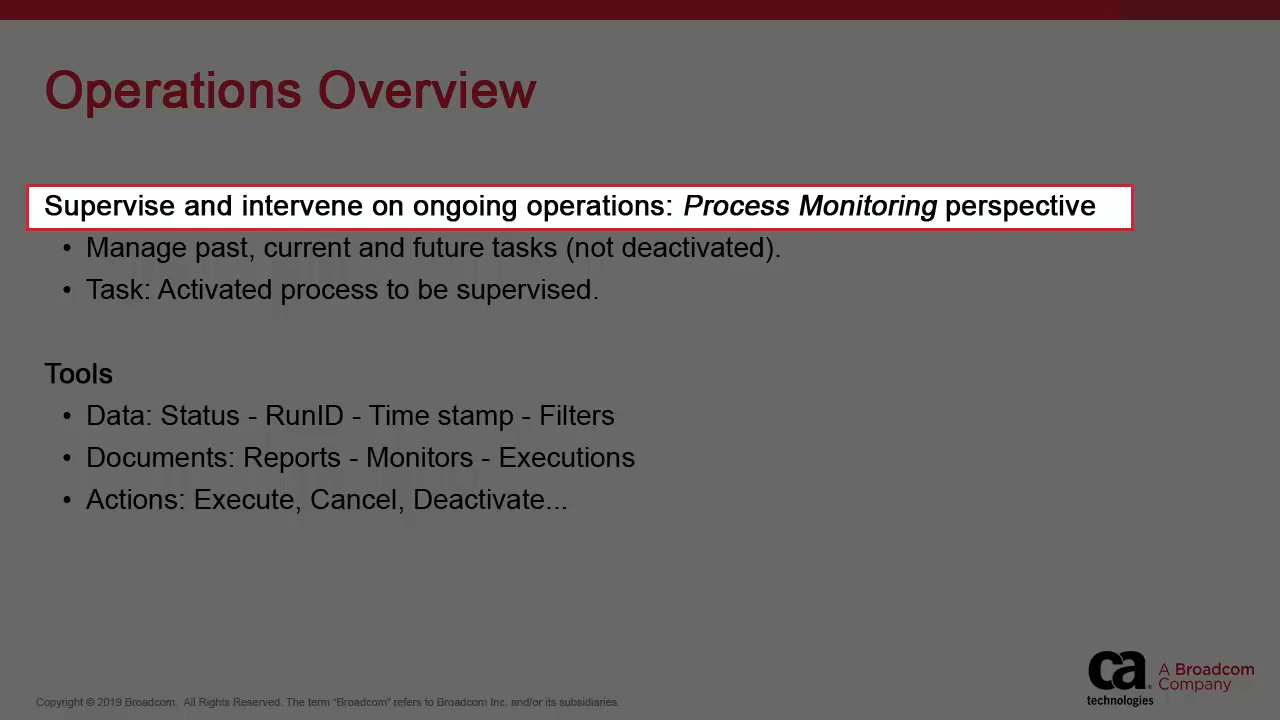 Operations Overview
Supervise and intervene on ongoing operations: Process Monitoring perspective
• Manage past, current and future tasks (not deactivated).
• Task: Activated process to be supervised.
Tools
• Data: Status - RunID - Time stamp - Filters
• Documents: Reports - Monitors - Executions
• Actions: Execute, Cancel, Deactivate...
ca
technologies
A Broadcom
Company
Copyright © 2019 Broadcom. All Rights Reserved. The term “Broadcom” refers to Broadcom Inc. and/or its subsidiaries.